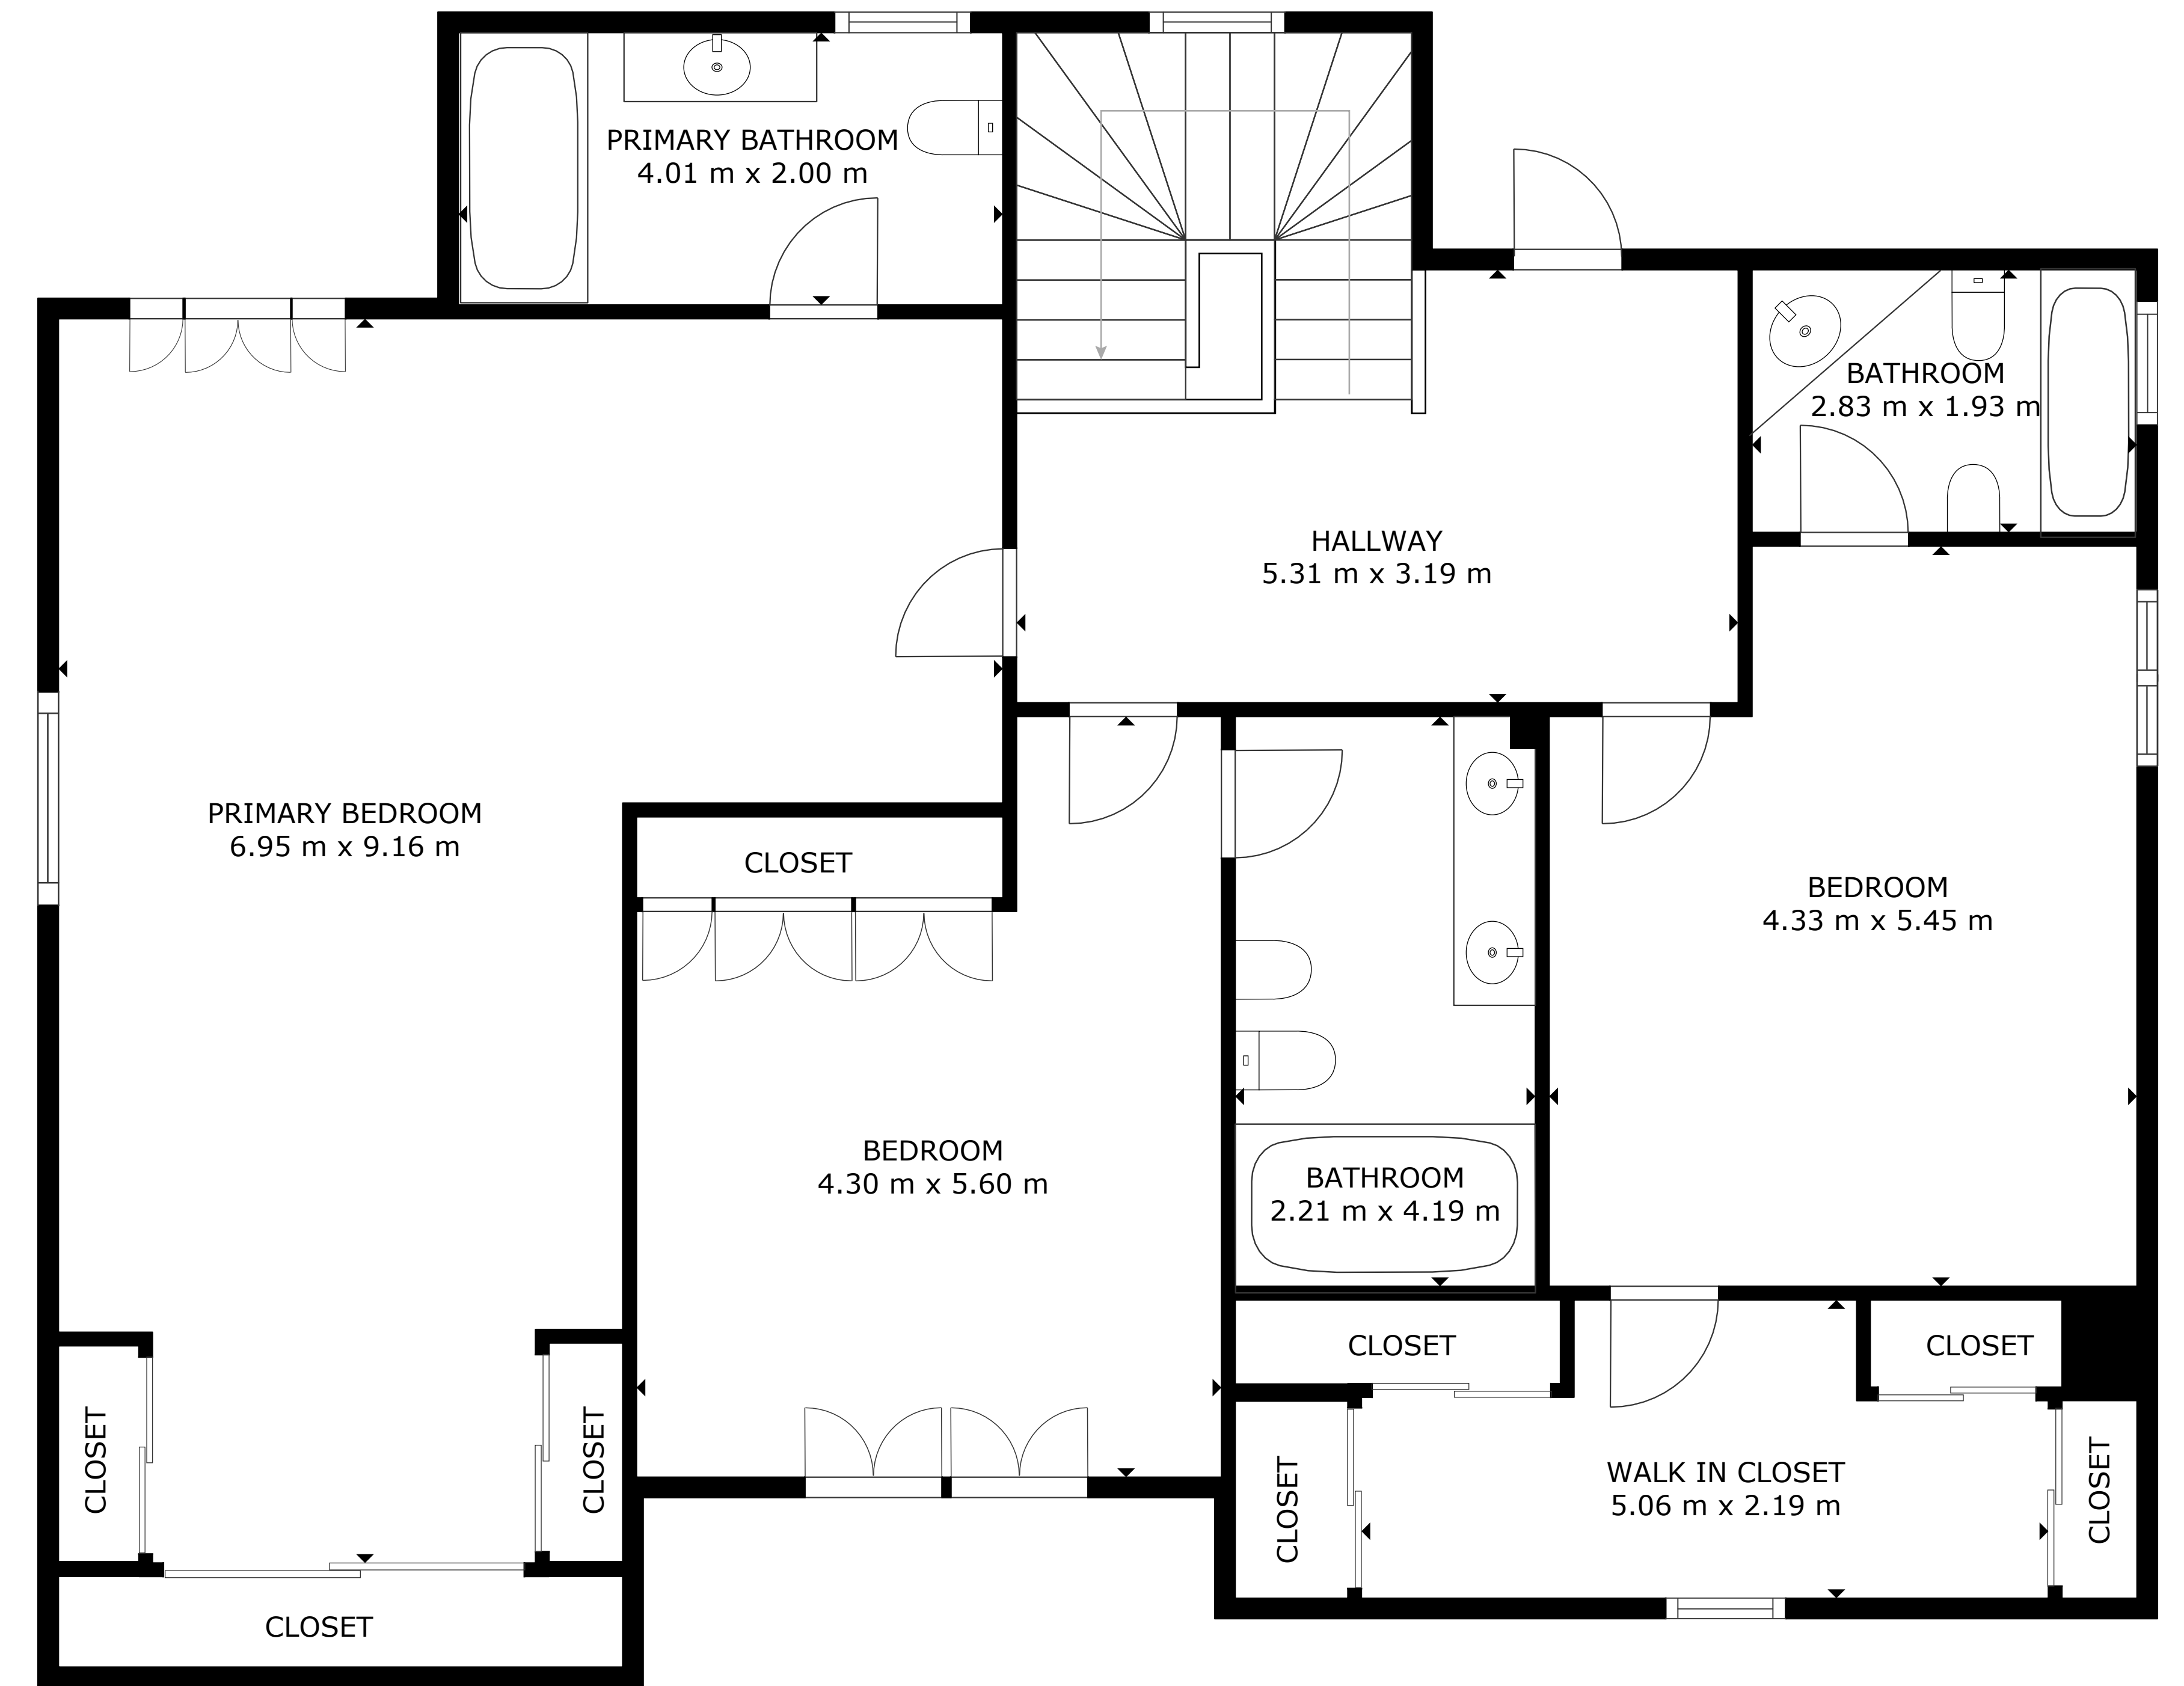 PRIMARY BATHROOM
4.01 m x 2.00 m
BATHROOM
2.83 m x 1.93 m
HALLWAY
5.31 m x 3.19 m
PRIMARY BEDROOM
6.95 m x 9.16 m
CLOSET
BEDROOM
4.33 m x 5.45 m
BEDROOM
4.30 m x 5.60 m
BATHROOM
2.21 m x 4.19 m
CLOSET
CLOSET
CLOSET
CLOSET
CLOSET
WALK IN CLOSET
5.06 m x 2.19 m
CLOSET
CLOSET